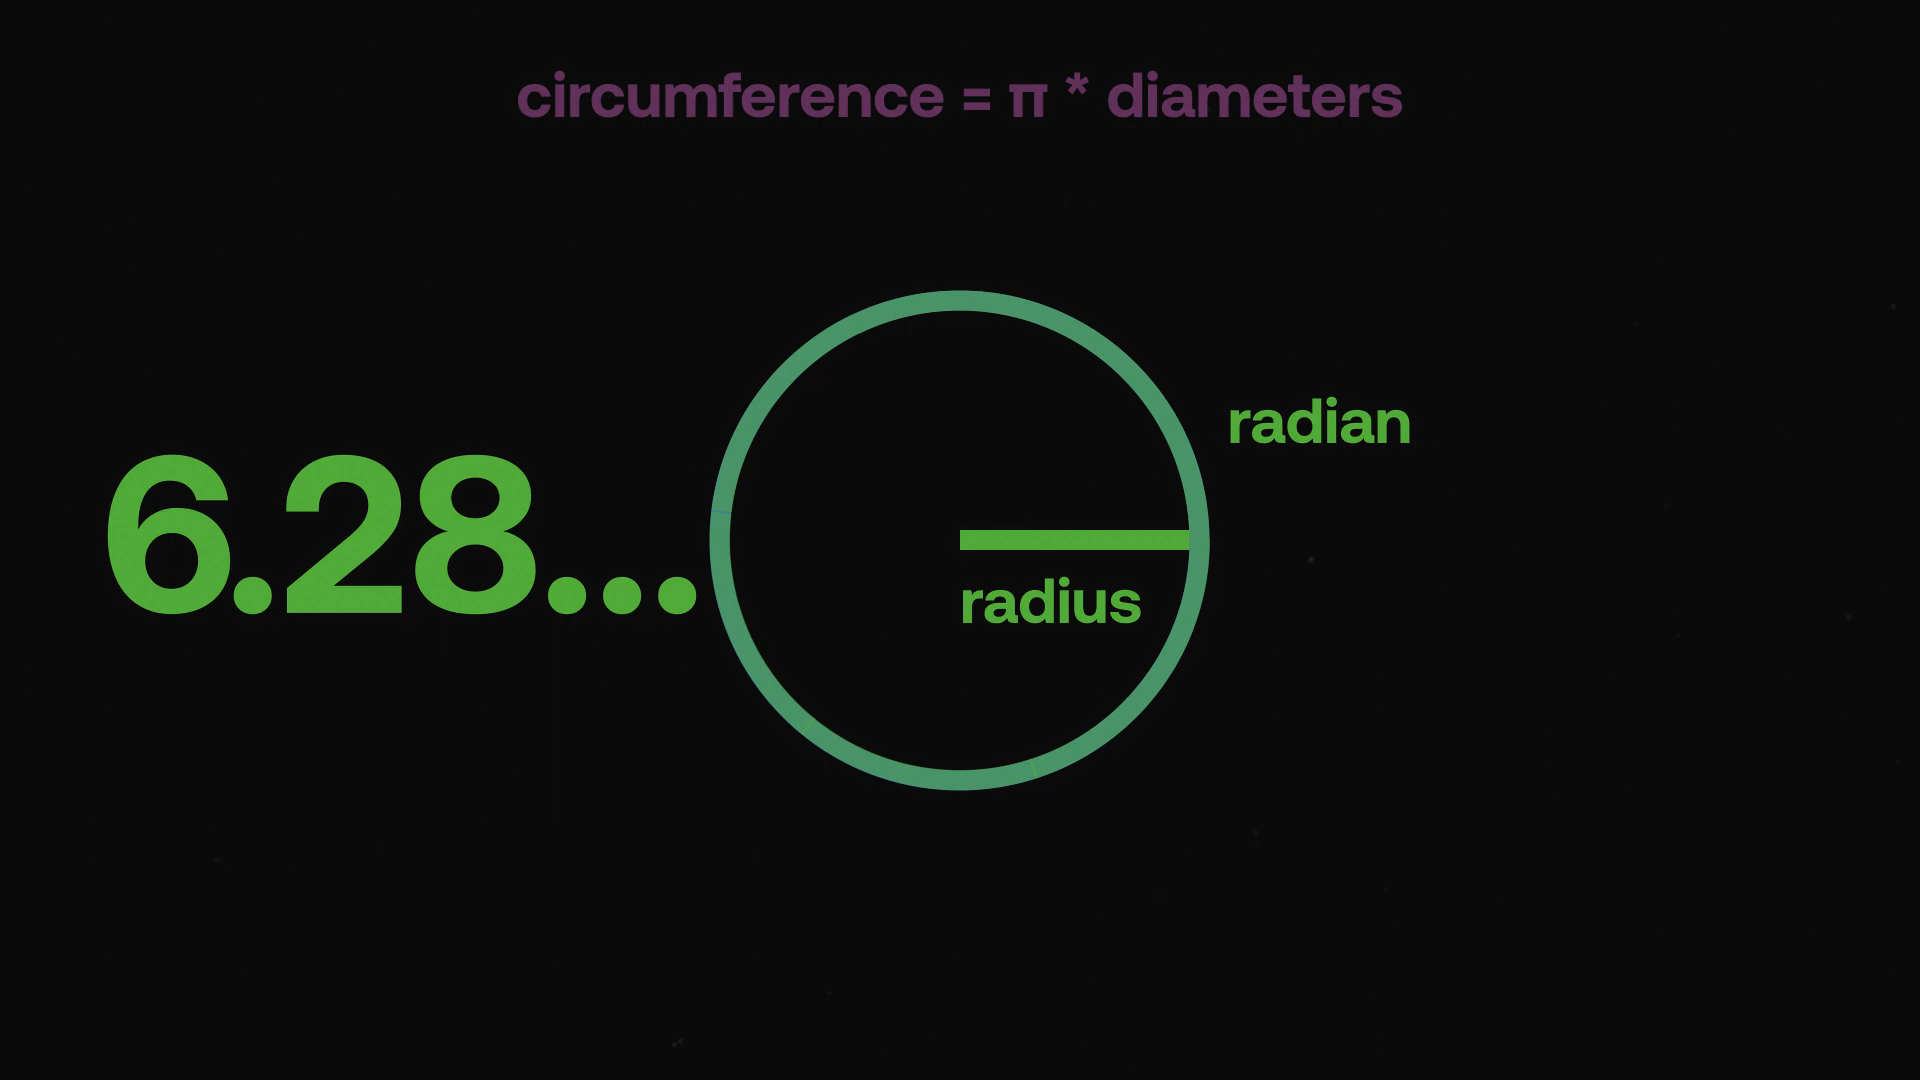 circumference = π * diameters
radian
6.28...
radius